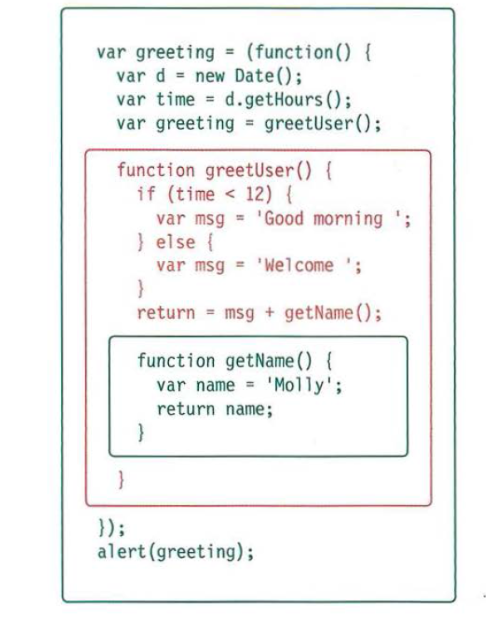 var greeting = (function() {
var d = new Date();
var time = d.getHours();
var greeting = greetUser();
function greetUser() {
if (time < 12) {
var msg = 'Good morning ';
} else {
var msg = 'Welcome ';
}
return = msg + getName();
function getName() {
var name = 'Molly';
return name;
}
}
});
alert(greeting);